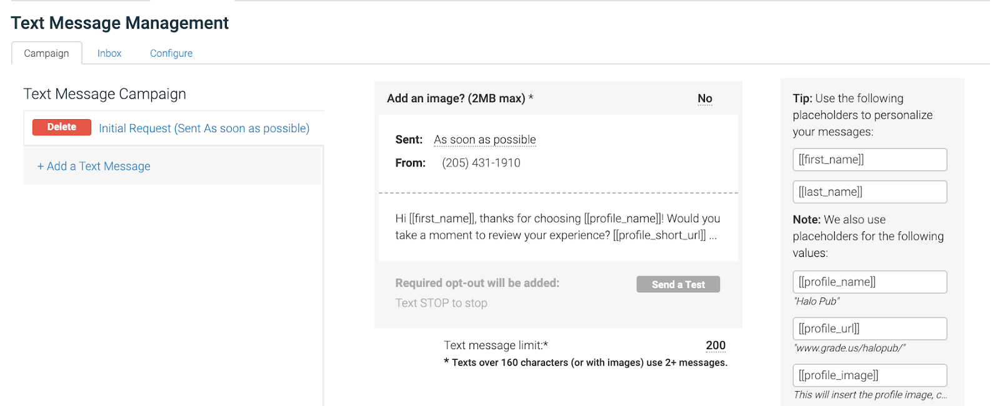 Text Message Management
Campaign
Inbox
Configure
Text Message Campaign
Delete
Initial Request (Sent As soon as possible)
+ Add a Text Message
Add an image? (2MB max) *
No
Sent:
As soon as possible
From:
(205) 431-1910
Hi [[first_name]], thanks for choosing [[profile_name]]! Would you
take a moment to review your experience? [[profile_short_url]] ...
Required opt-out will be added:
Text STOP to stop
Send a Test
Text message limit:*
200
* Texts over 160 characters (or with images) use 2+ messages.
Tip: Use the following
placeholders to personalize
your messages:
[[first_name]]
[[last_name]]
Note: We also use
placeholders for the following
values:
[[profile_name]]
"Halo Pub"
[[profile_url]]
"www.grade.us/halopub/"
[[profile_image]]
This will insert the profile image, c...